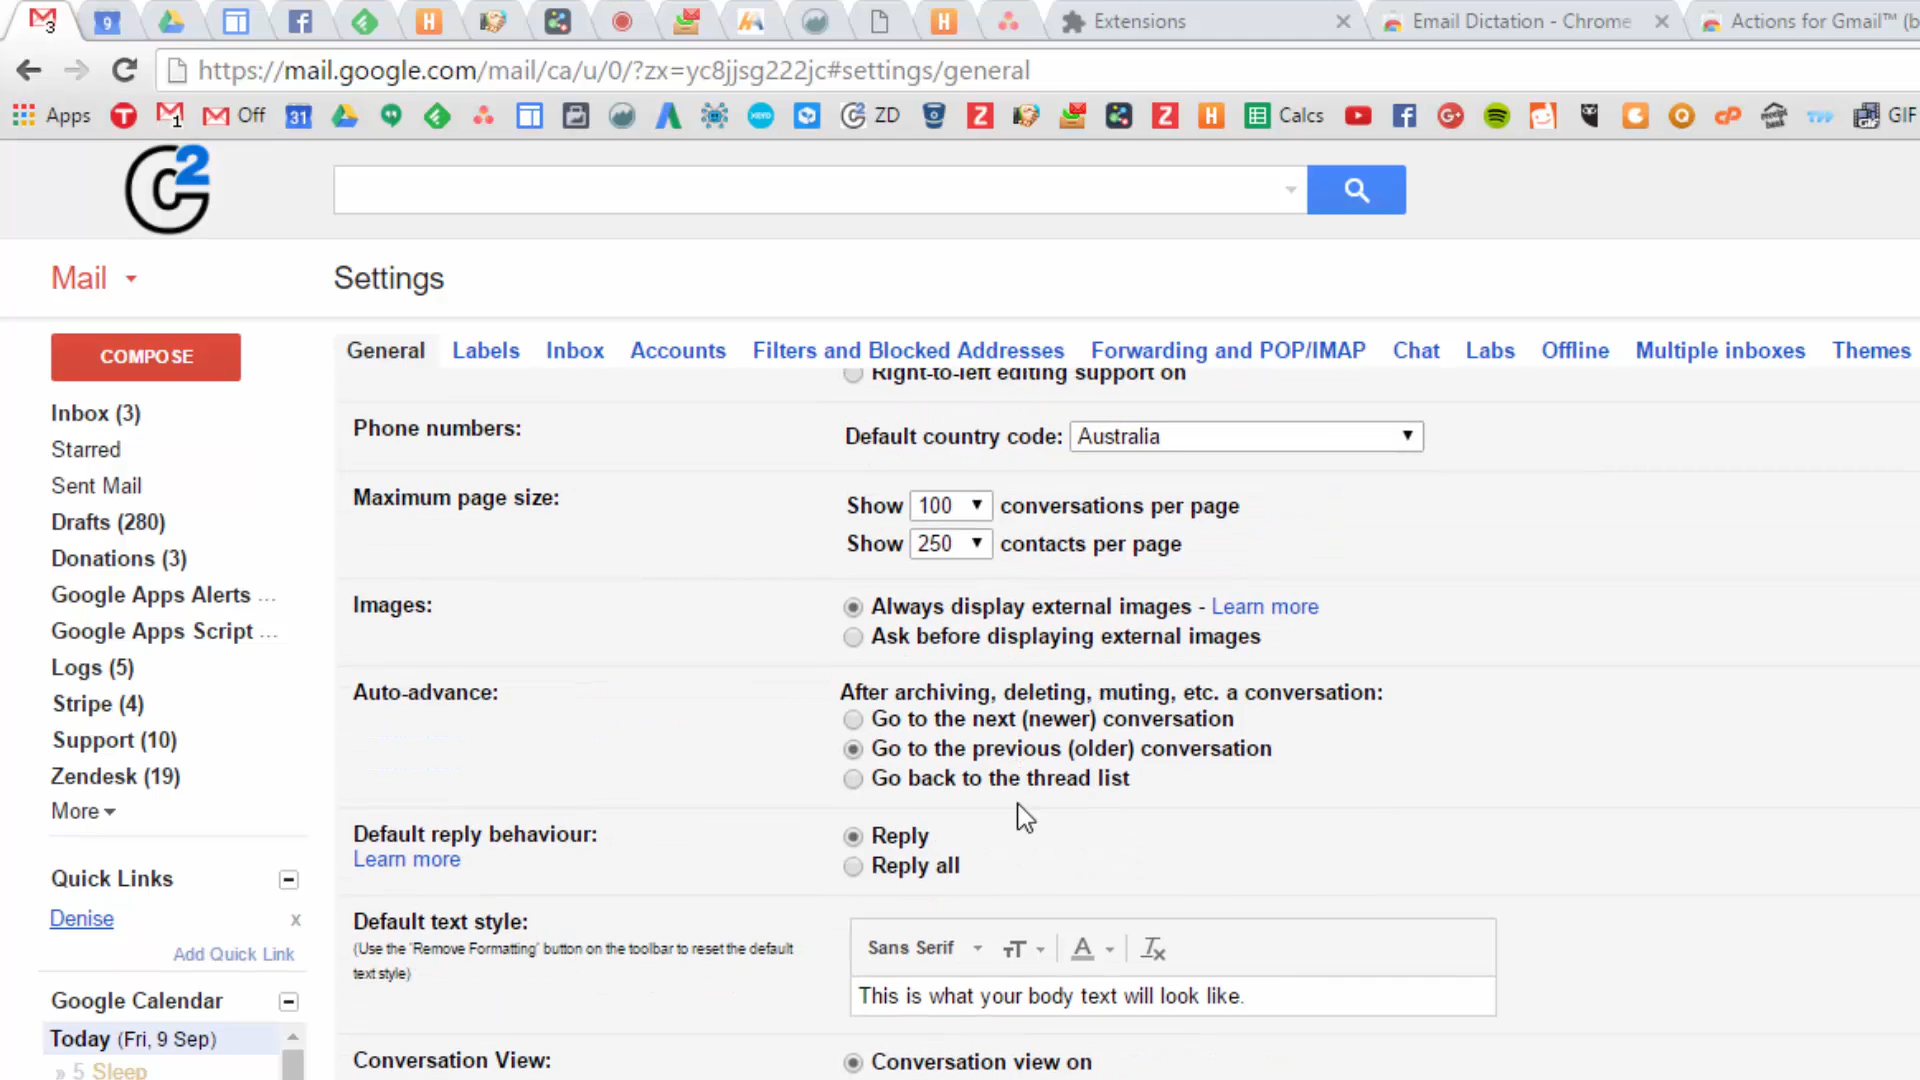 3
9
Extensions
Email Dictation - Chrome
Actions for Gmail™ (b
https://mail.google.com/mail/ca/u/0/?zx=yc8jjsg222jc#settings/general
Apps
1
Off
31
ZD
Calcs
GIF
C2
Mail
Settings
COMPOSE
General
Labels
Inbox
Accounts
Filters and Blocked Addresses
Forwarding and POP/IMAP
Chat
Labs
Offline
Multiple inboxes
Themes
Right-to-left editing support on
Inbox (3)
Starred
Sent Mail
Drafts (280)
Donations (3)
Google Apps Alerts ...
Google Apps Script ...
Logs (5)
Stripe (4)
Support (10)
Zendesk (19)
More
Quick Links
Denise
x
Add Quick Link
Google Calendar
Today (Fri, 9 Sep)
» 5 Sleep
Phone numbers:
Default country code: Australia
Maximum page size:
Show 100 conversations per page
Show 250 contacts per page
Images:
Always display external images - Learn more
Ask before displaying external images
Auto-advance:
After archiving, deleting, muting, etc. a conversation:
Go to the next (newer) conversation
Go to the previous (older) conversation
Go back to the thread list
Default reply behaviour:
Learn more
Reply
Reply all
Default text style:
(Use the 'Remove Formatting' button on the toolbar to reset the default
text style)
Sans Serif
This is what your body text will look like.
Conversation View:
Conversation view on